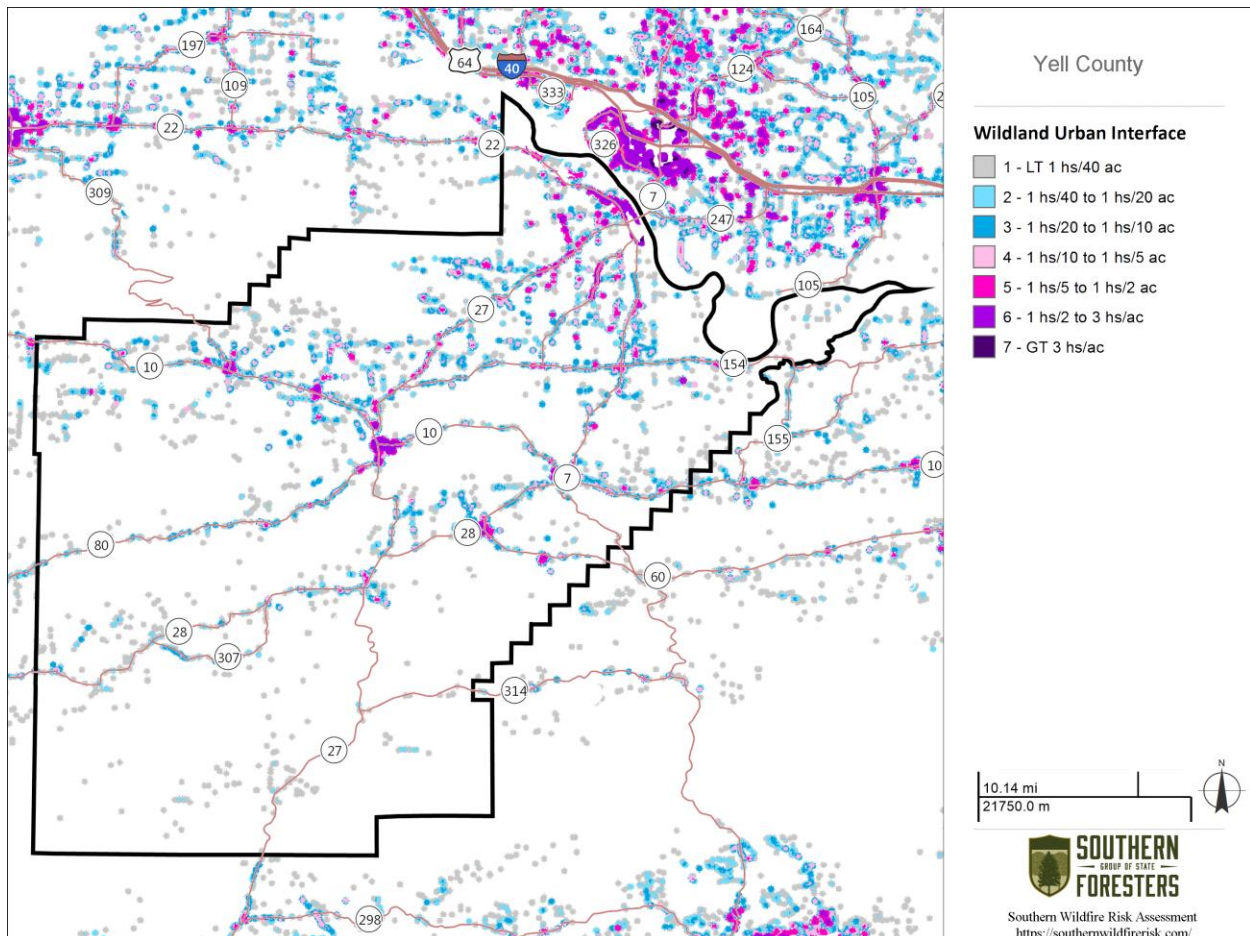 Yell County
Wildland Urban Interface
1 - LT 1 hs/40 ac
2 - 1 hs/40 to 1 hs/20 ac
3 - 1 hs/20 to 1 hs/10 ac
4 - 1 hs/10 to 1 hs/5 ac
5 - 1 hs/5 to 1 hs/2 ac
6 - 1 hs/2 to 3 hs/ac
7 - GT 3 hs/ac
197
64
40
164
109
333
124
105
2
22
22
326
309
7
247
27
105
10
154
10
155
7
10
80
28
60
28
307
314
27
298
N
10.14 mi
21750.0 m
SOUTHERN
GROUP OF STATE
FORESTERS
Southern Wildfire Risk Assessment
https://southernwildfirerisk.com/